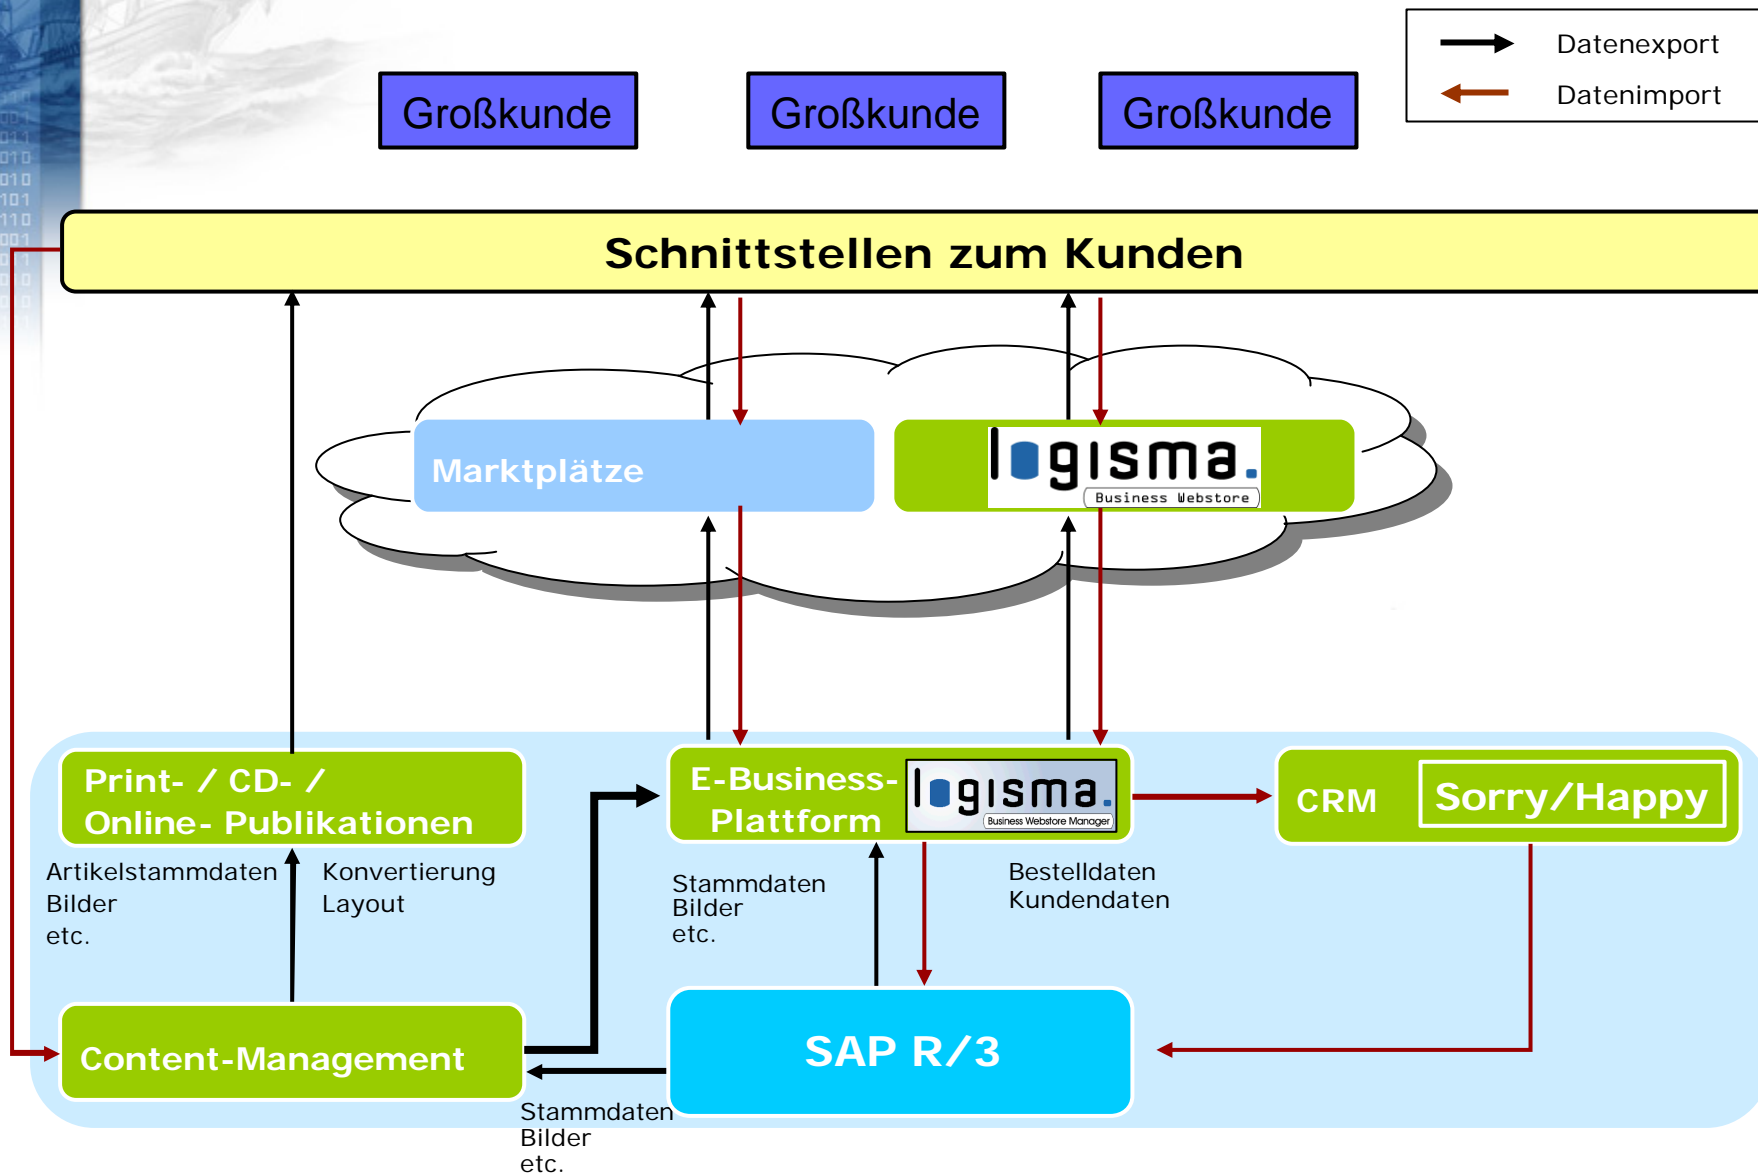 Datenexport
Datenimport
Großkunde
Großkunde
Großkunde
Schnittstellen zum Kunden
Marktplätze
logisma.
Business Webstore
Print- / CD- /
Online- Publikationen
E-Business-
Plattform
logisma.
Business Webstore Manager
CRM
Sorry/Happy
Artikelstammdaten
Bilder
etc.
Konvertierung
Layout
Stammdaten
Bilder
etc.
Bestelldaten
Kundendaten
Content-Management
SAP R/3
Stammdaten
Bilder
etc.